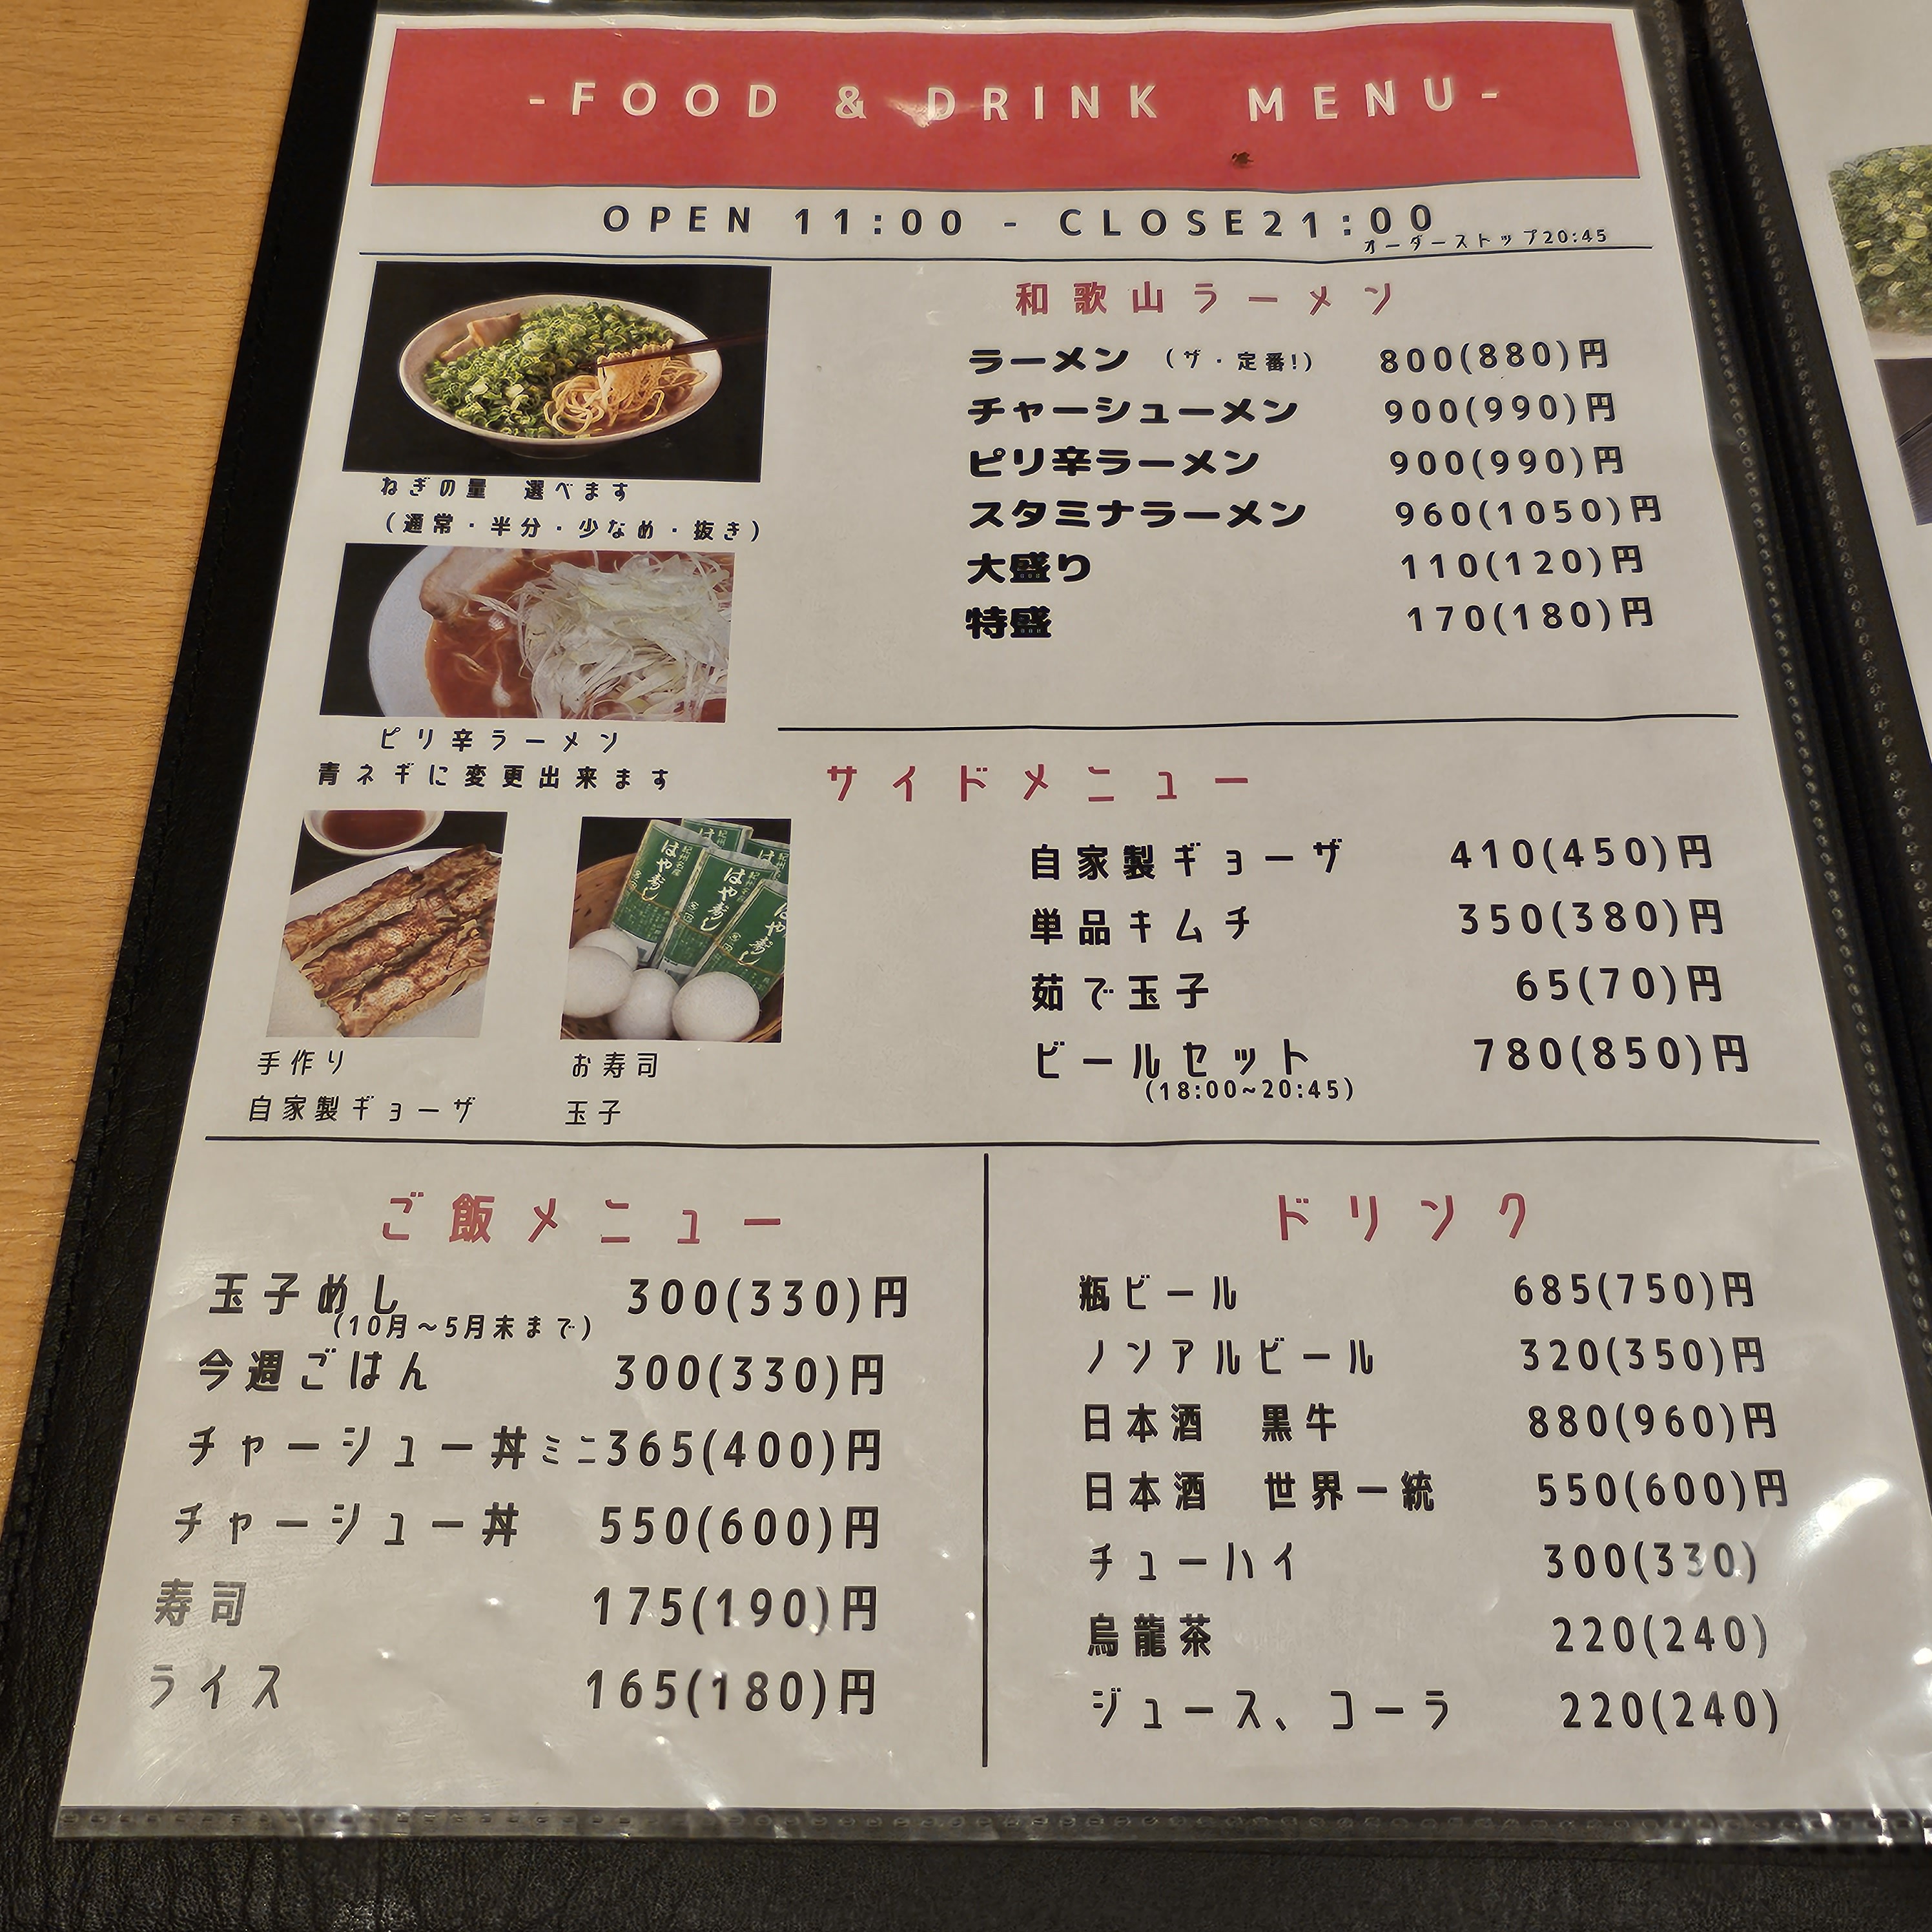 -FOOD & DRINK MENU-
OPEN 11:00 - CLOSE21:00
オーダーストップ20:45
和歌山ラーメン
ラーメン (ザ・定番!) 800(880)円
チャーシューメン 900(990)円
ピリ辛ラーメン 900(990)円
スタミナラーメン 960(1050)円
大盛り 110(120)円
特盛 170(180)円
ねぎの量 選べます
(通常・半分・少なめ・抜き)
ピリ辛ラーメン
青ネギに変更出来ます
サイドメニュー
自家製ギョーザ 410(450)円
単品キムチ 350(380)円
茹で玉子 65(70)円
ビールセット 780(850)円
(18:00~20:45)
紀州名産
はや寿し
はや寿し
手作り
自家製ギョーザ
お寿司
玉子
ご飯メニュー
玉子めし 300(330)円
(10月〜5月末まで)
今週ごはん 300(330)円
チャーシュー丼ミニ365(400)円
チャーシュー丼 550(600)円
寿司 175(190)円
ライス 165(180)円
ドリンク
瓶ビール 685(750)円
ノンアルビール 320(350)円
日本酒 黒牛 880(960)円
日本酒 世界一統 550(600)円
チューハイ 300(330)
烏龍茶 220(240)
ジュース、コーラ 220(240)